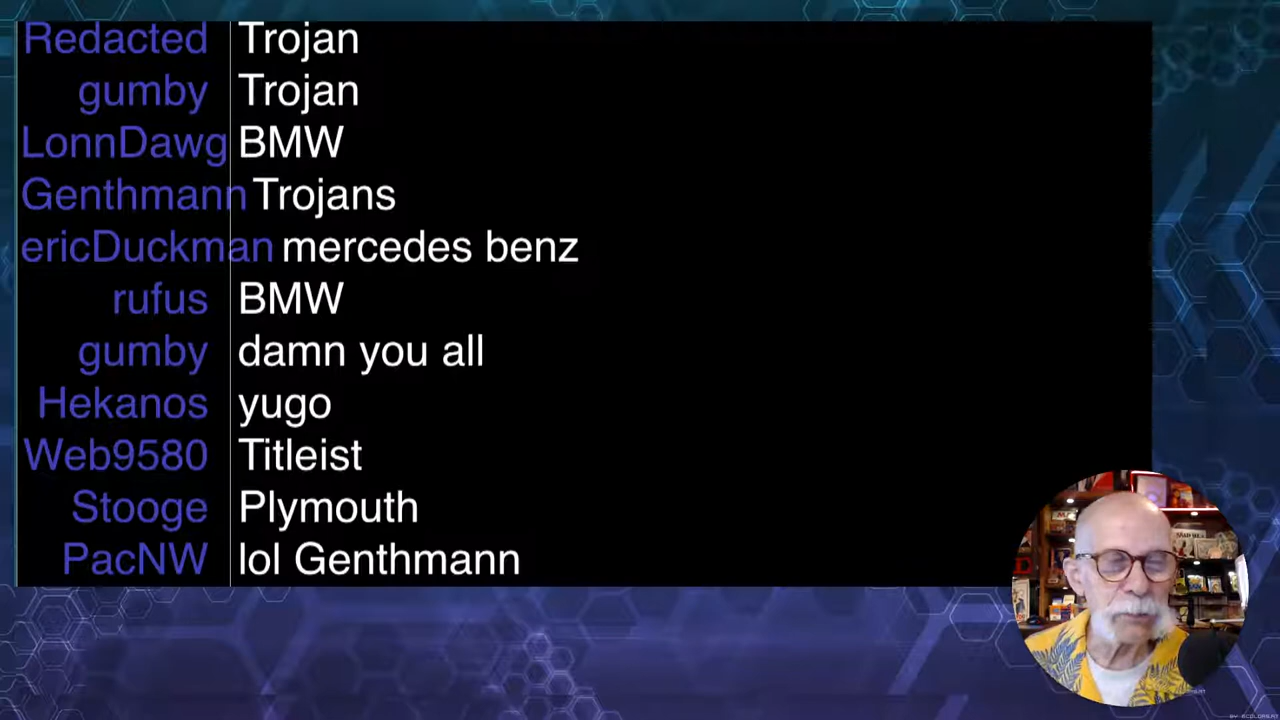 Redacted Trojan
gumby Trojan
LonnDawg BMW
Genthmann Trojans
ericDuckman mercedes benz
rufus BMW
gumby damn you all
Hekanos yugo
Web9580 Titleist
Stooge Plymouth
PacNW lol Genthmann